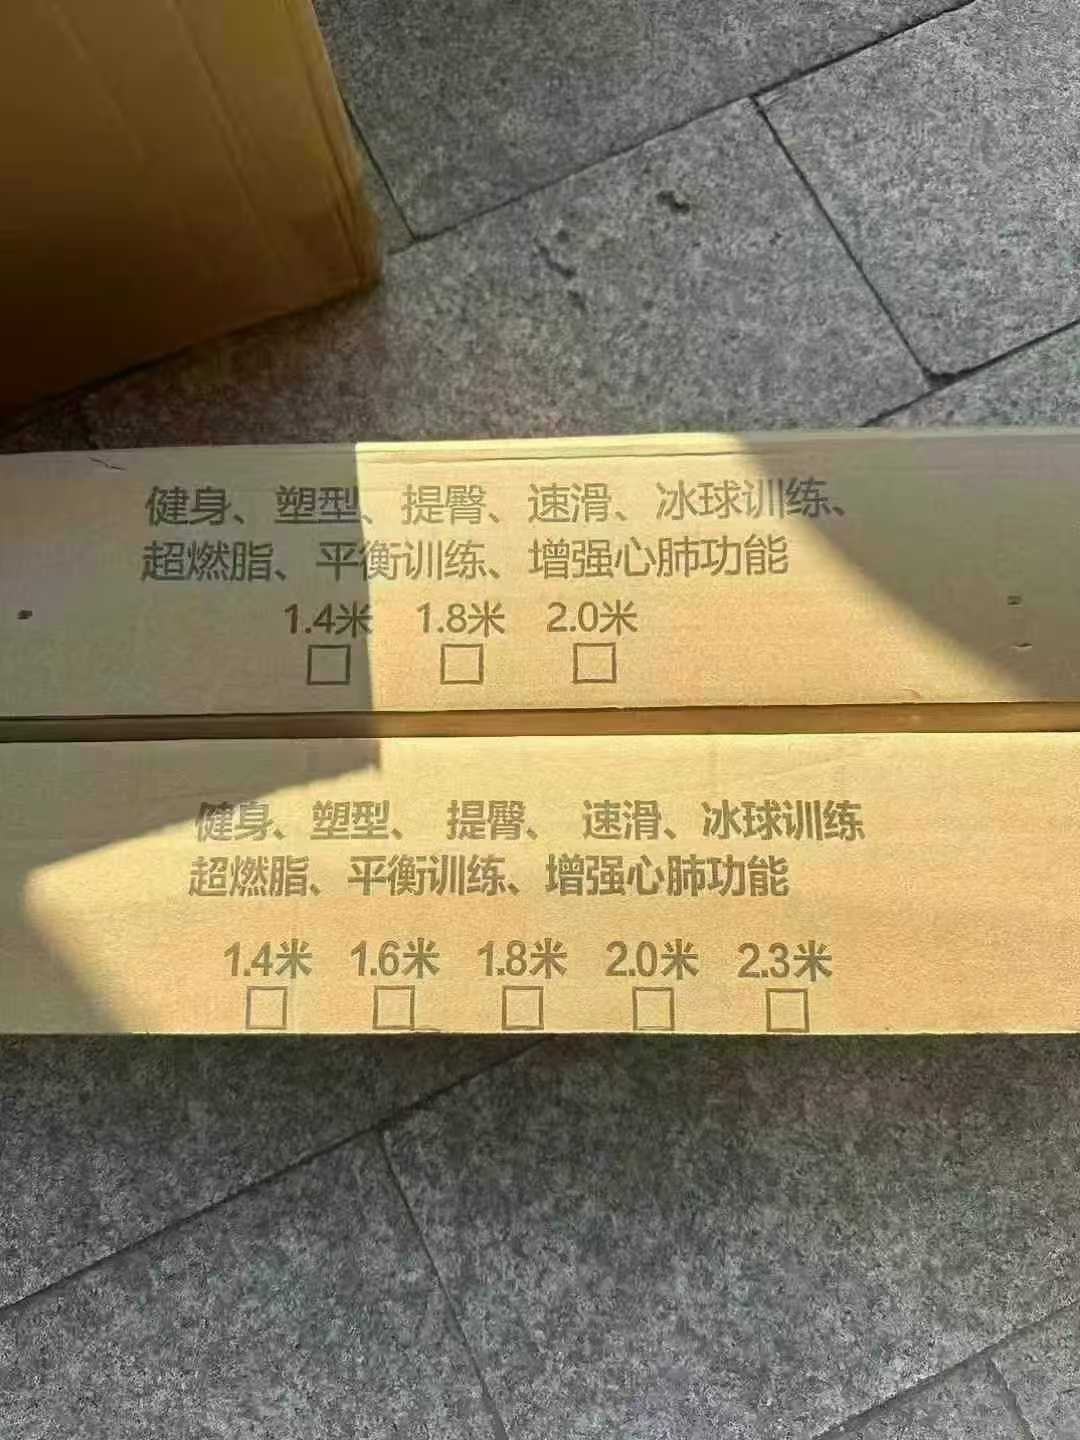 健身、塑型、提臀、速滑、冰球训练、
超燃脂、平衡训练、增强心肺功能
1.4米 1.8米 2.0米
健身、塑型、提臀、速滑、冰球训练
超燃脂、平衡训练、增强心肺功能
1.4米 1.6米 1.8米 2.0米 2.3米